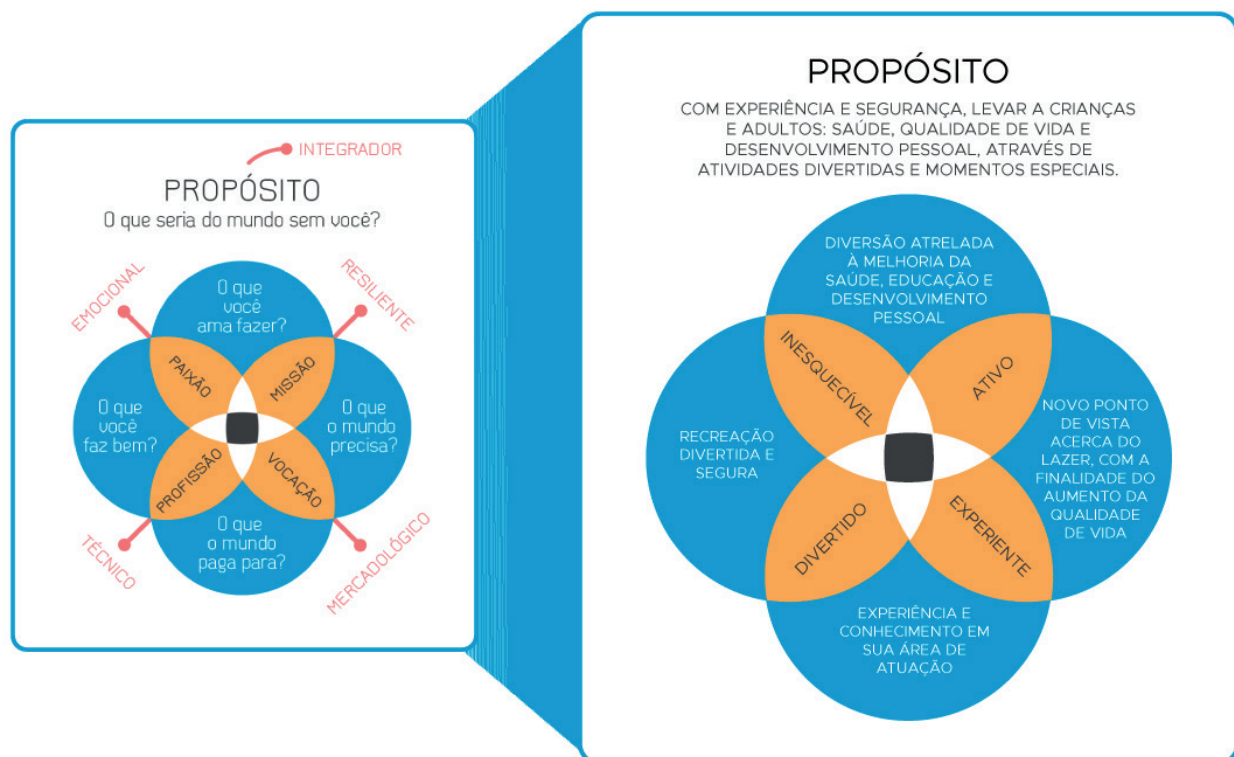 INTEGRADOR
PROPÓSITO
O que seria do mundo sem você?
EMOCIONAL
RESILIENTE
O que
você
ama fazer?
PAIXÃO
MISSÃO
O que
você
faz bem?
O que
o mundo
precisa?
PROFISSÃO
VOCAÇÃO
O que
o mundo
paga para?
TÉCNICO
MERCADOLÓGICO
PROPÓSITO
COM EXPERIÊNCIA E SEGURANÇA, LEVAR A CRIANÇAS
E ADULTOS: SAÚDE, QUALIDADE DE VIDA E
DESENVOLVIMENTO PESSOAL, ATRAVÉS DE
ATIVIDADES DIVERTIDAS E MOMENTOS ESPECIAIS.
DIVERSÃO ATRELADA
À MELHORIA DA
SAÚDE, EDUCAÇÃO E
DESENVOLVIMENTO
PESSOAL
INESQUECÍVEL
ATIVO
RECREAÇÃO
DIVERTIDA E
SEGURA
NOVO PONTO
DE VISTA
ACERCA DO
LAZER, COM A
FINALIDADE DO
AUMENTO DA
QUALIDADE
DE VIDA
DIVERTIDO
EXPERIENTE
EXPERIÊNCIA E
CONHECIMENTO EM
SUA ÁREA DE
ATUAÇÃO